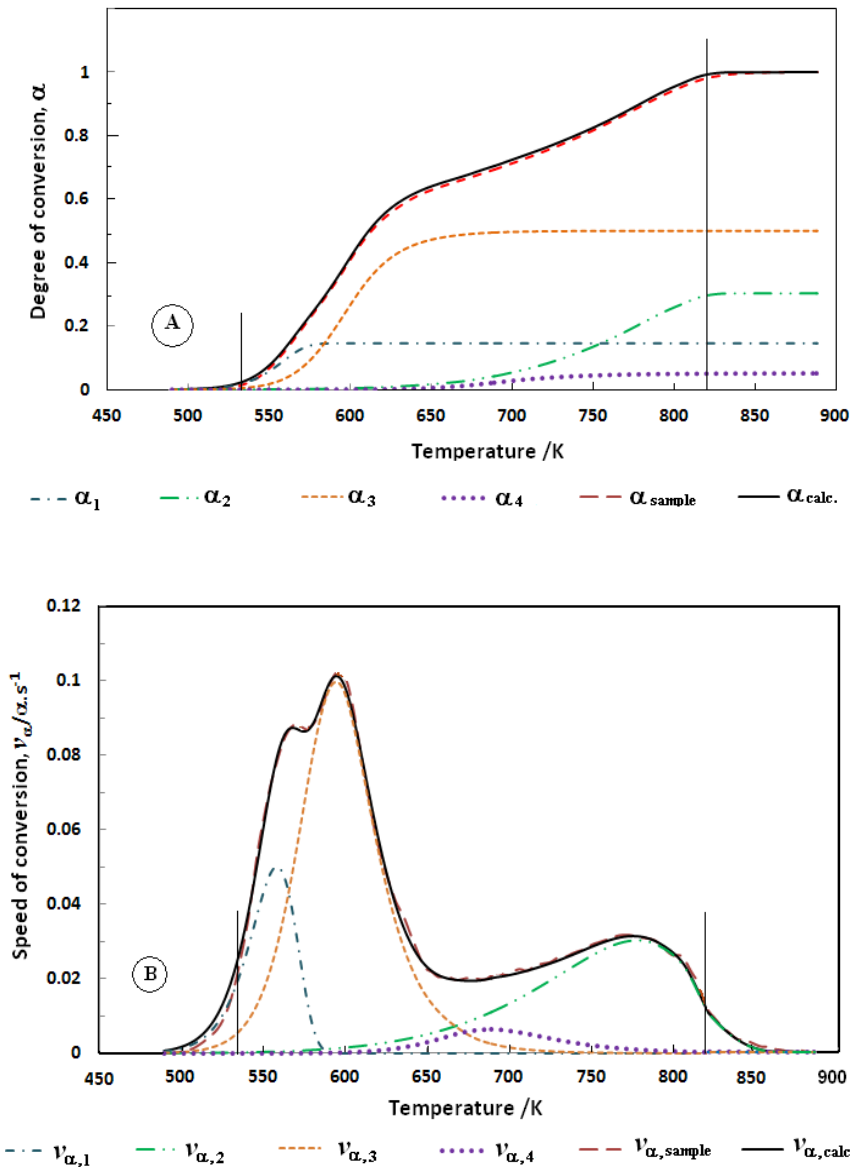 Degree of conversion, α
1
0.8
0.6
0.4
0.2
0
A
450 500 550 600 650 700 750 800 850 900
Temperature /K
α1 α2 α3 α4 αsample αcalc.
Speed of conversion, vα/α.s-1
0.12
0.1
0.08
0.06
0.04
0.02
0
B
450 500 550 600 650 700 750 800 850 900
Temperature/K
vα,1 vα,2 vα,3 vα,4 vα,sample vα,calc